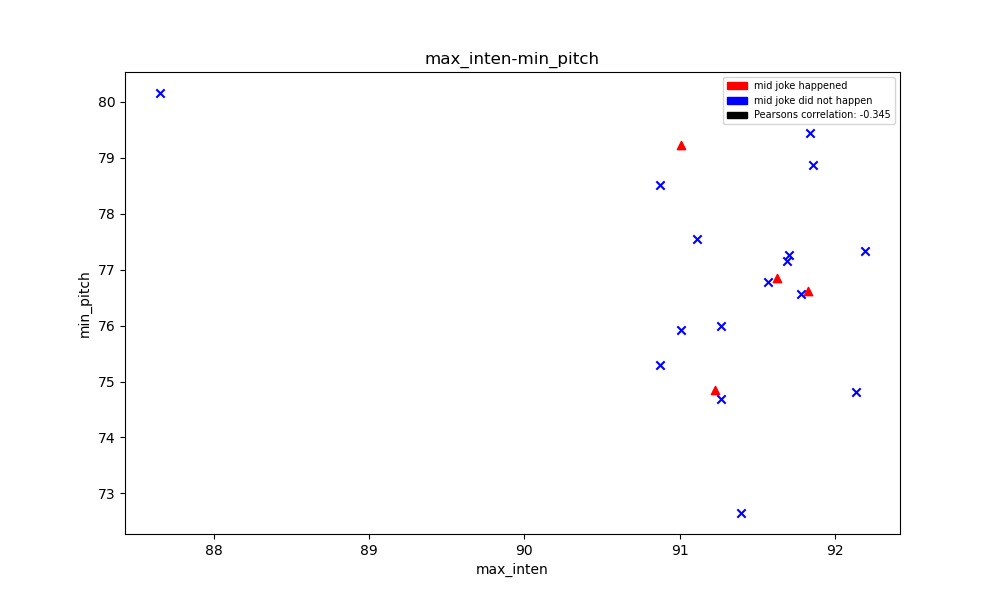 max_inten-min_pitch
mid joke happened
mid joke did not happen
Pearsons correlation: -0.345
80
79
78
77
76
75
74
73
min_pitch
88 89 90 91 92
max_inten